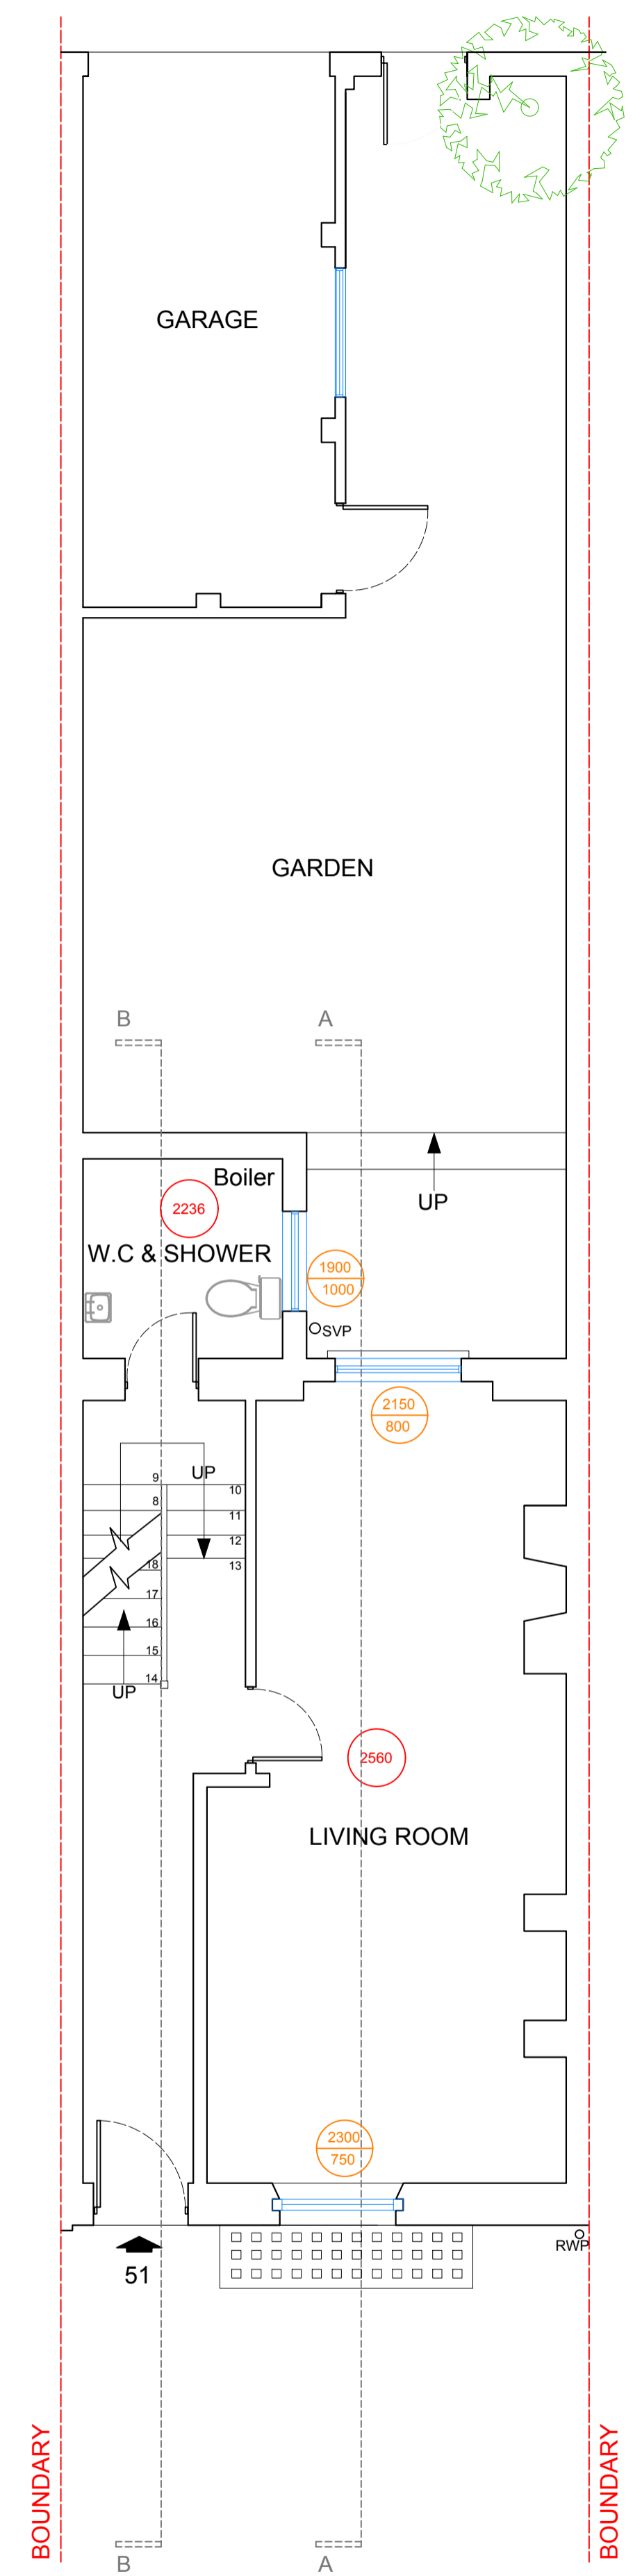 GARAGE
GARDEN
B
A
Boiler
2236
UP
W.C & SHOWER
1900
1000
SVP
2150
800
9
UP
10
8
11
12
13
18
17
16
15
14
UP
2560
LIVING ROOM
2300
750
RWP
51
BOUNDARY
BOUNDARY
B
A